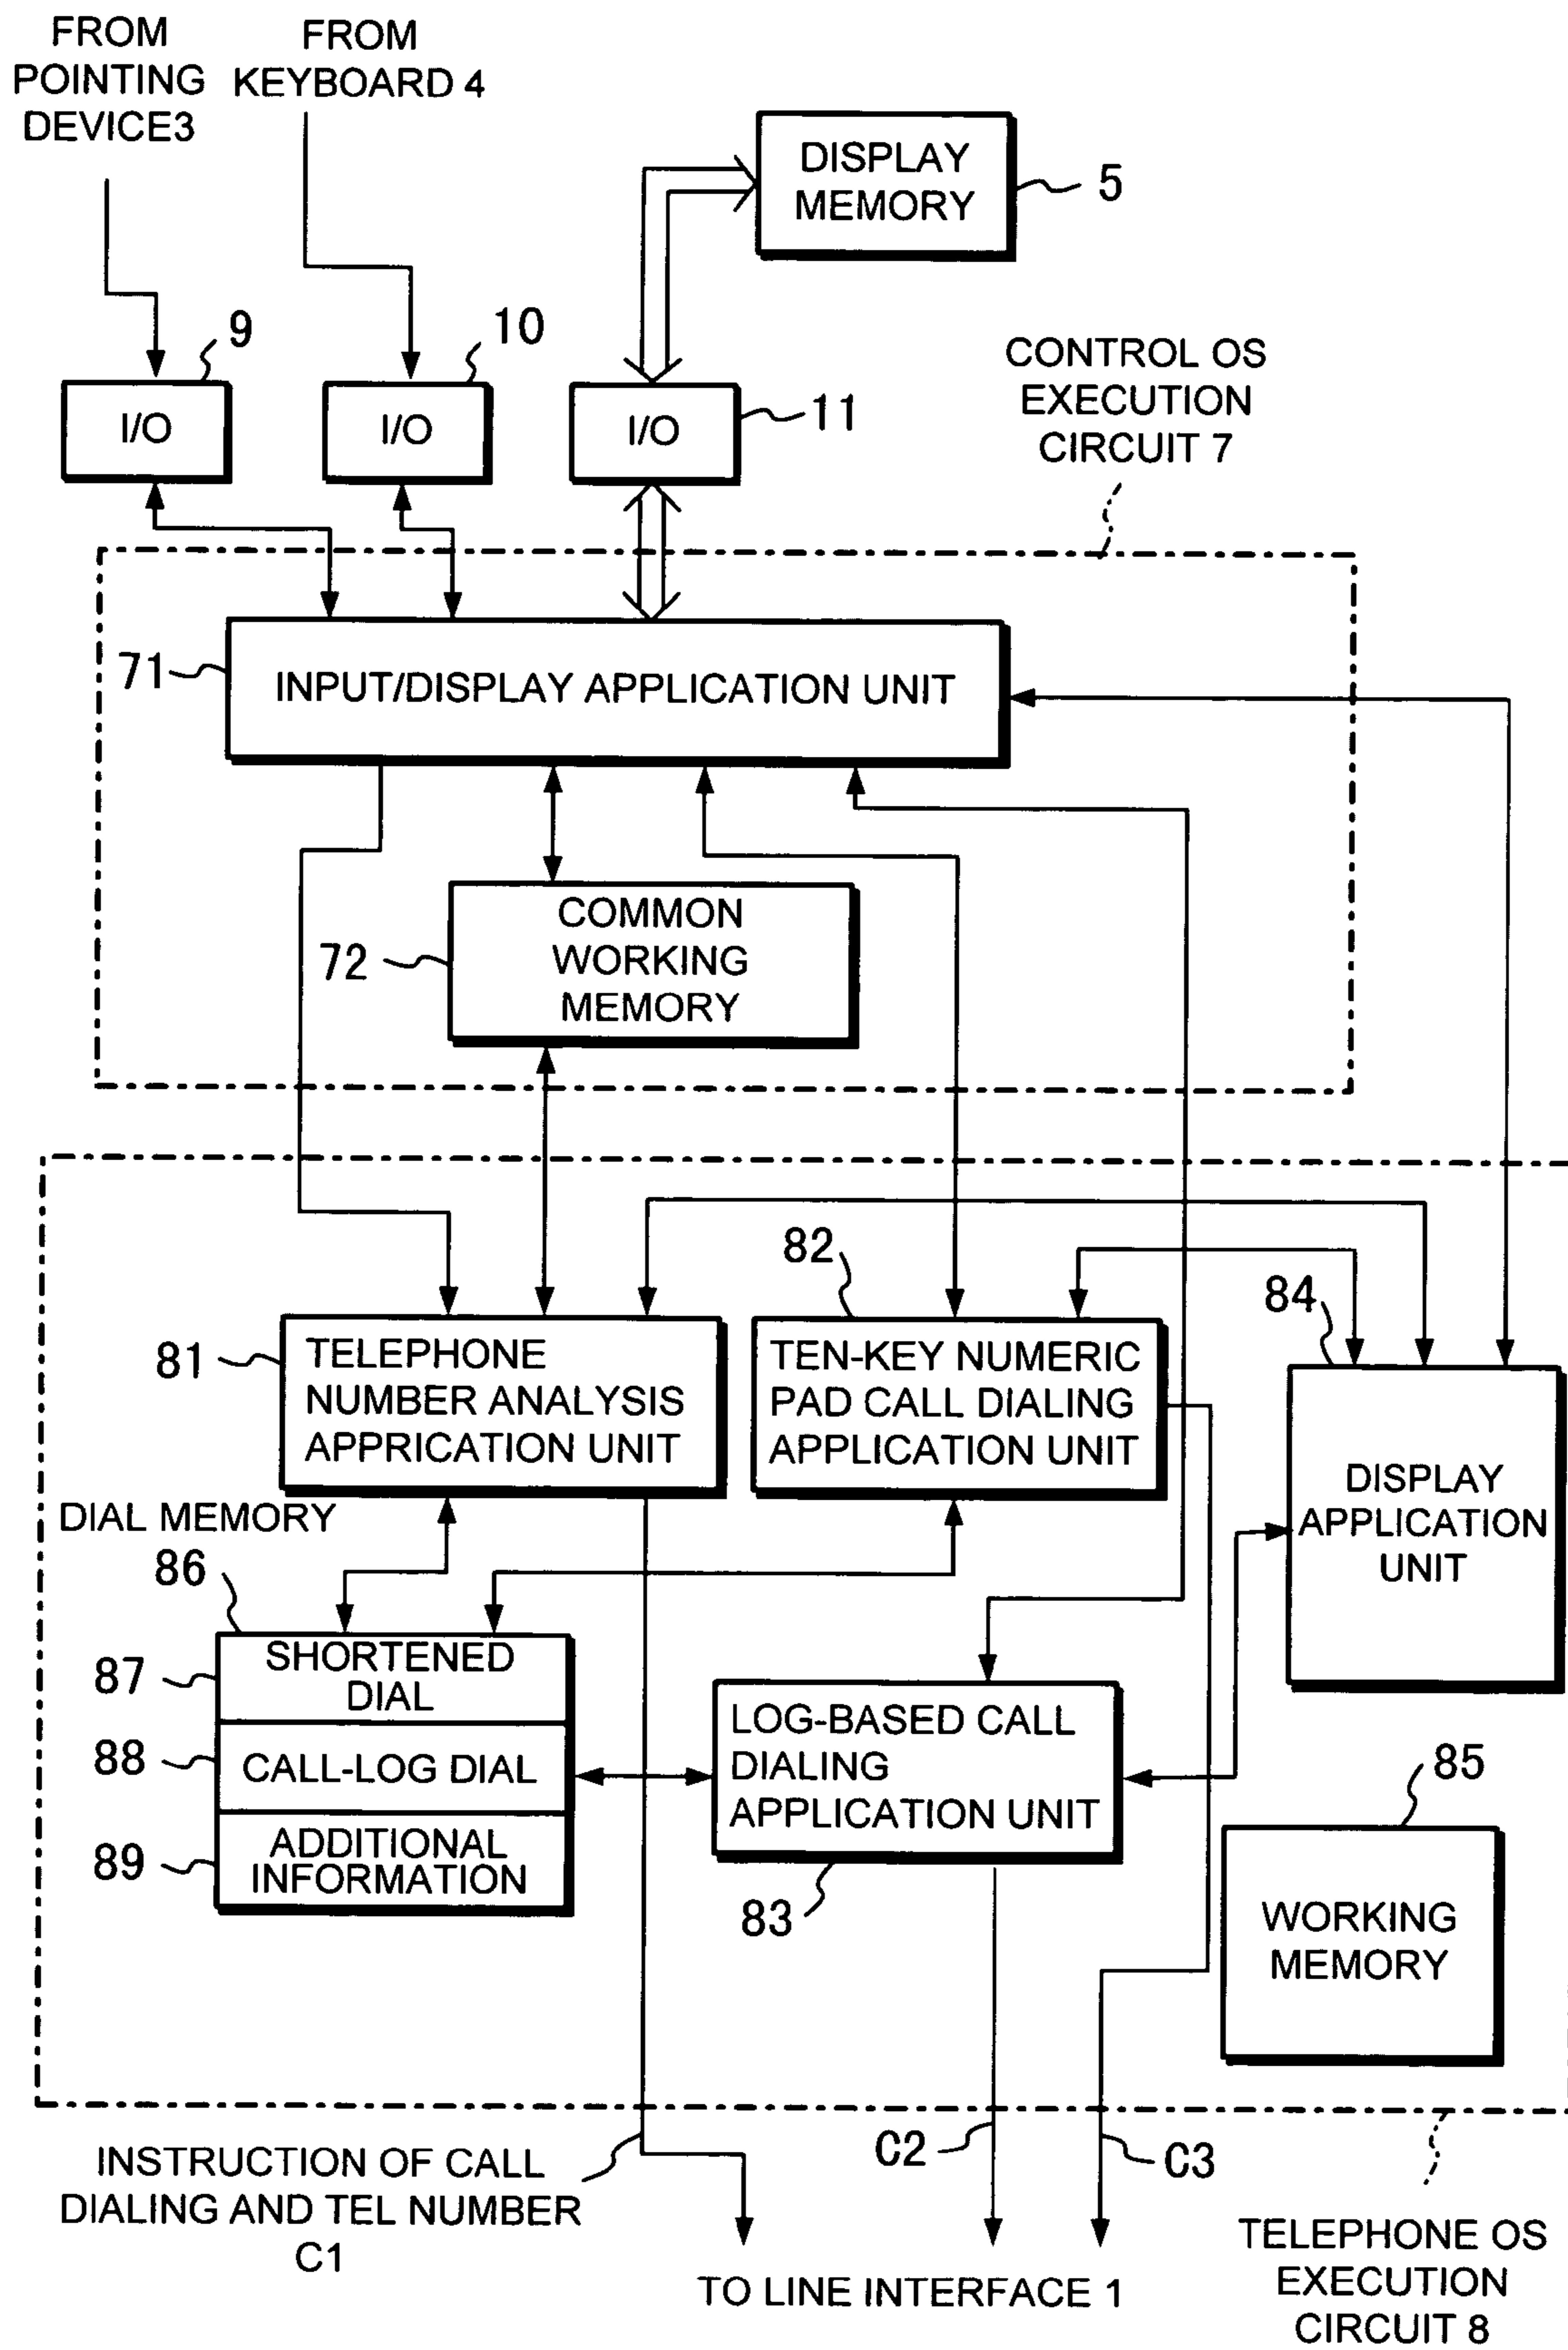 FROM
POINTING
DEVICE3
FROM
KEYBOARD 4
DISPLAY
MEMORY
5
9
10
11
I/O
I/O
I/O
CONTROL OS
EXECUTION
CIRCUIT 7
71
INPUT/DISPLAY APPLICATION UNIT
72
COMMON
WORKING
MEMORY
82
84
81
TELEPHONE
NUMBER ANALYSIS
APPRICATION UNIT
TEN-KEY NUMERIC
PAD CALL DIALING
APPLICATION UNIT
DISPLAY
APPLICATION
UNIT
DIAL MEMORY
86
87
SHORTENED
DIAL
88
CALL-LOG DIAL
89
ADDITIONAL
INFORMATION
LOG-BASED CALL
DIALING
APPLICATION UNIT
83
85
WORKING
MEMORY
INSTRUCTION OF CALL
DIALING AND TEL NUMBER
C1
C2
C3
TO LINE INTERFACE 1
TELEPHONE OS
EXECUTION
CIRCUIT 8